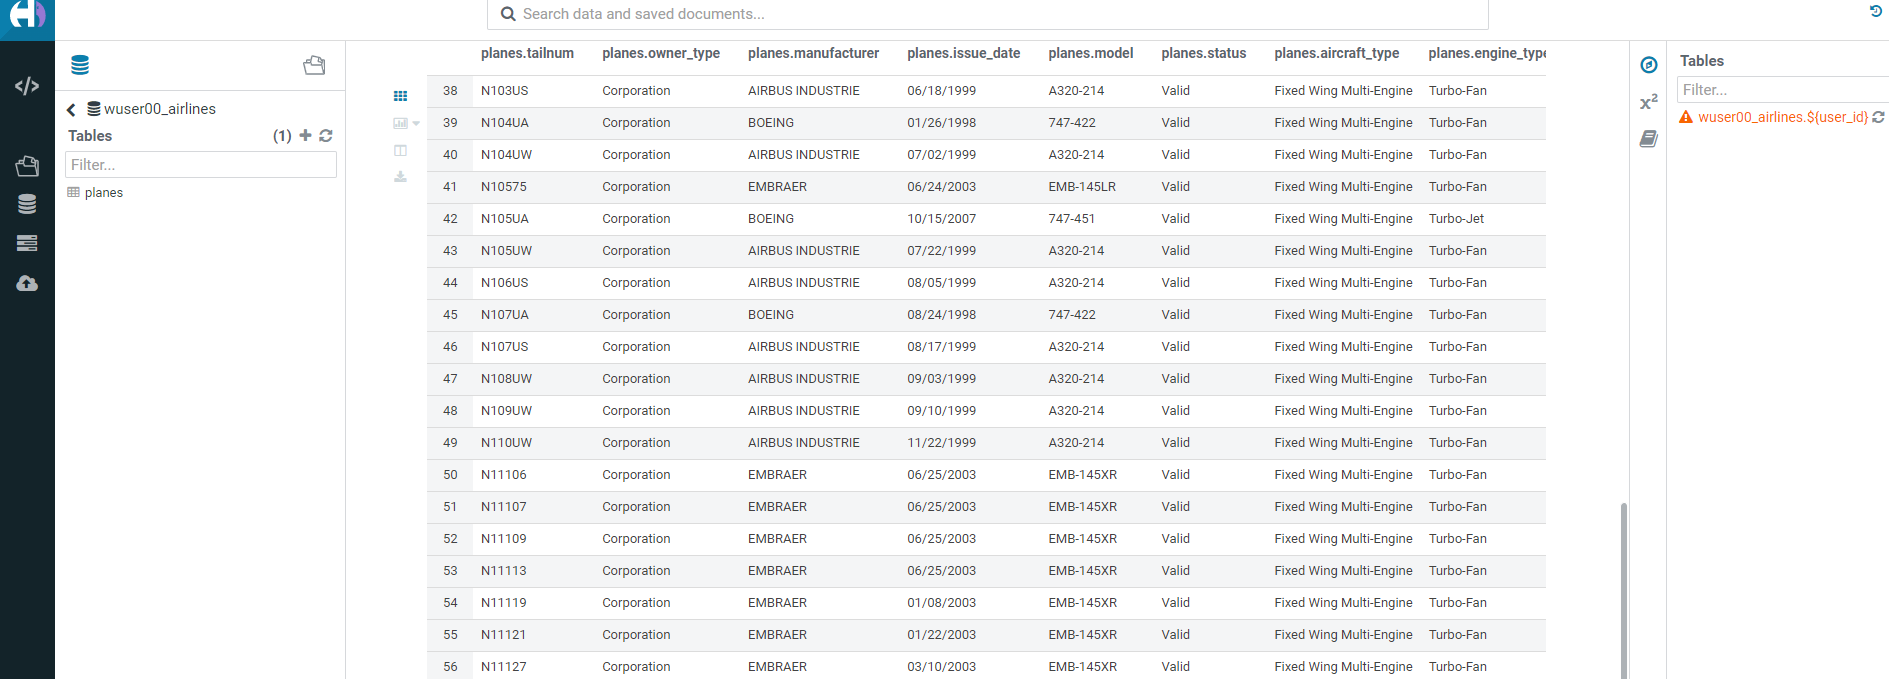 Search data and saved documents...
wuser00_airlines
Tables (1)
Filter...
planes
planes.tailnum planes.owner_type planes.manufacturer planes.issue_date planes.model planes.status planes.aircraft_type planes.engine_type
38 N103US Corporation AIRBUS INDUSTRIE 06/18/1999 A320-214 Valid Fixed Wing Multi-Engine Turbo-Fan
39 N104UA Corporation BOEING 01/26/1998 747-422 Valid Fixed Wing Multi-Engine Turbo-Fan
40 N104UW Corporation AIRBUS INDUSTRIE 07/02/1999 A320-214 Valid Fixed Wing Multi-Engine Turbo-Fan
41 N10575 Corporation EMBRAER 06/24/2003 EMB-145LR Valid Fixed Wing Multi-Engine Turbo-Fan
42 N105UA Corporation BOEING 10/15/2007 747-451 Valid Fixed Wing Multi-Engine Turbo-Jet
43 N105UW Corporation AIRBUS INDUSTRIE 07/22/1999 A320-214 Valid Fixed Wing Multi-Engine Turbo-Fan
44 N106US Corporation AIRBUS INDUSTRIE 08/05/1999 A320-214 Valid Fixed Wing Multi-Engine Turbo-Fan
45 N107UA Corporation BOEING 08/24/1998 747-422 Valid Fixed Wing Multi-Engine Turbo-Fan
46 N107US Corporation AIRBUS INDUSTRIE 08/17/1999 A320-214 Valid Fixed Wing Multi-Engine Turbo-Fan
47 N108UW Corporation AIRBUS INDUSTRIE 09/03/1999 A320-214 Valid Fixed Wing Multi-Engine Turbo-Fan
48 N109UW Corporation AIRBUS INDUSTRIE 09/10/1999 A320-214 Valid Fixed Wing Multi-Engine Turbo-Fan
49 N110UW Corporation AIRBUS INDUSTRIE 11/22/1999 A320-214 Valid Fixed Wing Multi-Engine Turbo-Fan
50 N11106 Corporation EMBRAER 06/25/2003 EMB-145XR Valid Fixed Wing Multi-Engine Turbo-Fan
51 N11107 Corporation EMBRAER 06/25/2003 EMB-145XR Valid Fixed Wing Multi-Engine Turbo-Fan
52 N11109 Corporation EMBRAER 06/25/2003 EMB-145XR Valid Fixed Wing Multi-Engine Turbo-Fan
53 N11113 Corporation EMBRAER 06/25/2003 EMB-145XR Valid Fixed Wing Multi-Engine Turbo-Fan
54 N11119 Corporation EMBRAER 01/08/2003 EMB-145XR Valid Fixed Wing Multi-Engine Turbo-Fan
55 N11121 Corporation EMBRAER 01/22/2003 EMB-145XR Valid Fixed Wing Multi-Engine Turbo-Fan
56 N11127 Corporation EMBRAER 03/10/2003 EMB-145XR Valid Fixed Wing Multi-Engine Turbo-Fan
x²
Tables
Filter...
wuser00_airlines.${user_id}